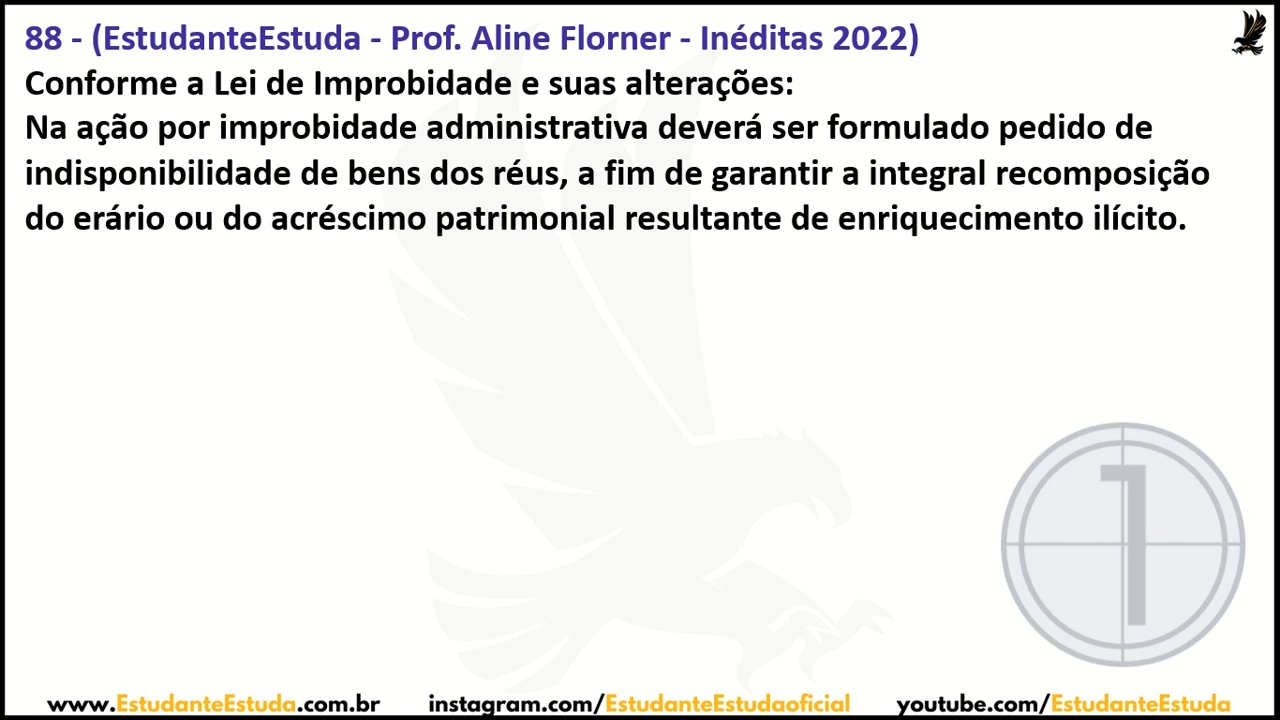 88 - (EstudanteEstuda - Prof. Aline Florner - Inéditas 2022)
Conforme a Lei de Improbidade e suas alterações:
Na ação por improbidade administrativa deverá ser formulado pedido de
indisponibilidade de bens dos réus, a fim de garantir a integral recomposição
do erário ou do acréscimo patrimonial resultante de enriquecimento ilícito.
1
www.EstudanteEstuda.com.br instagram.com/EstudanteEstudaoficial youtube.com/EstudanteEstuda